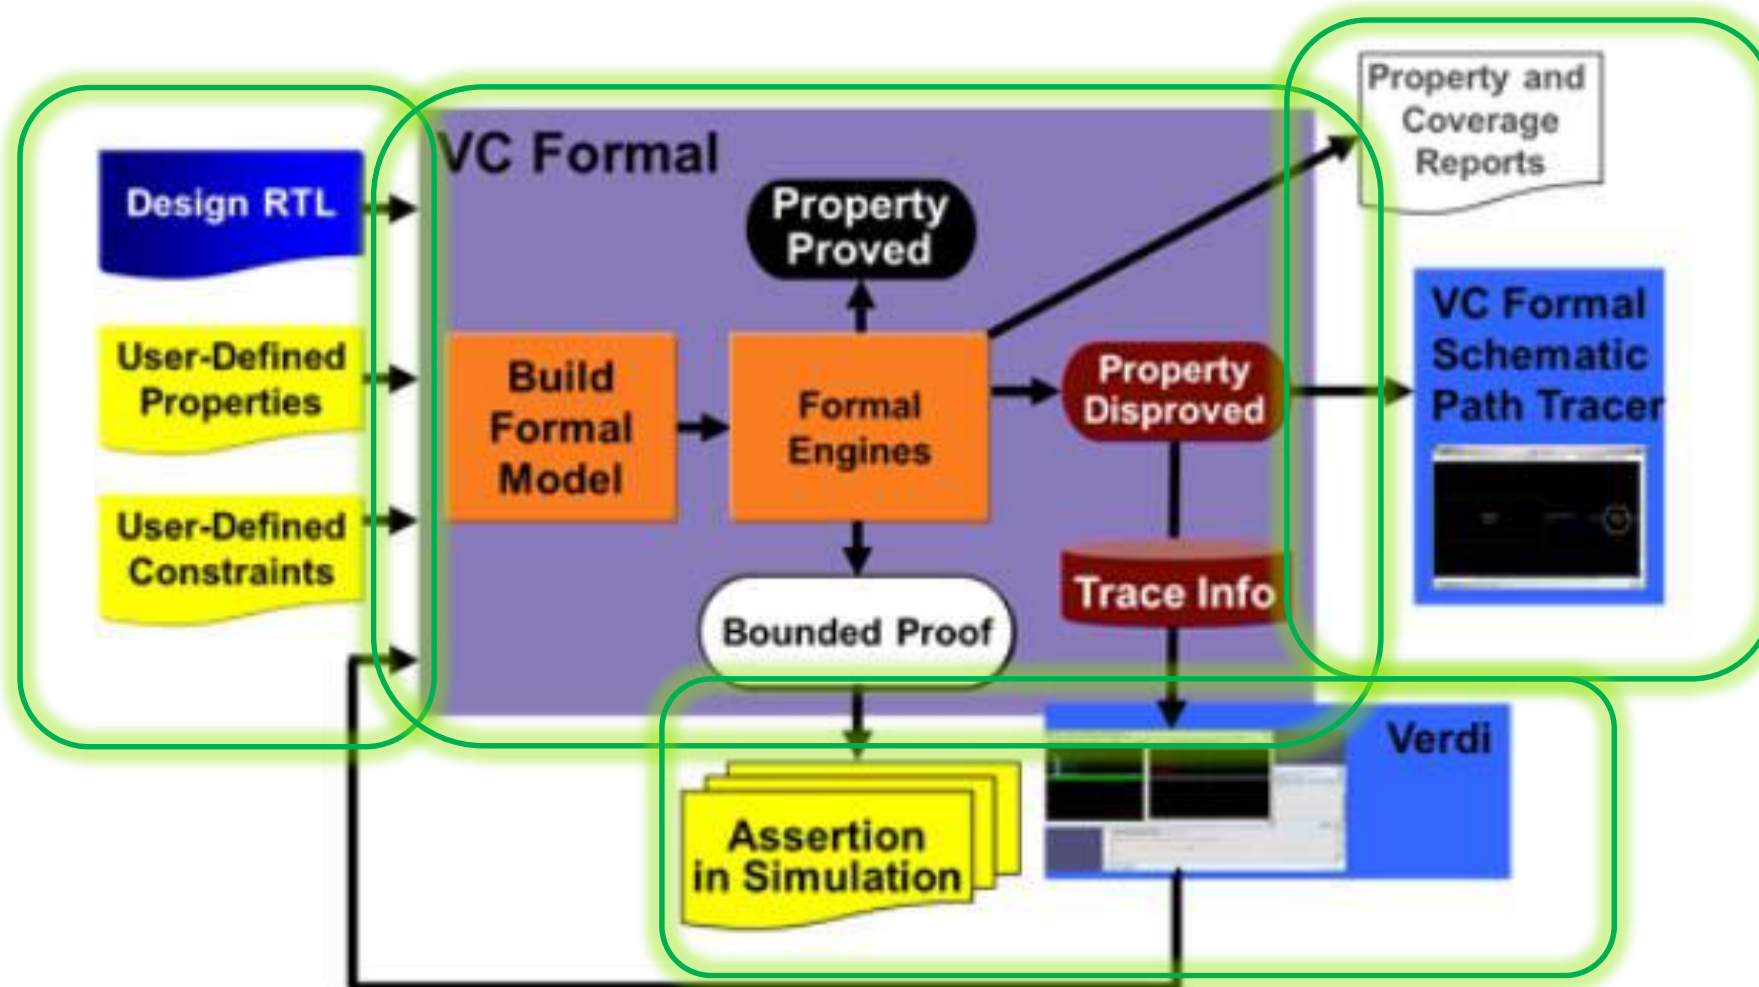 VC Formal
Design RTL
User-Defined
Properties
User-Defined
Constraints
Build
Formal
Model
Formal
Engines
Property
Proved
Property
Disproved
Bounded Proof
Trace Info
Property and
Coverage
Reports
VC Formal
Schematic
Path Tracer
Assertion
in Simulation
Verdi